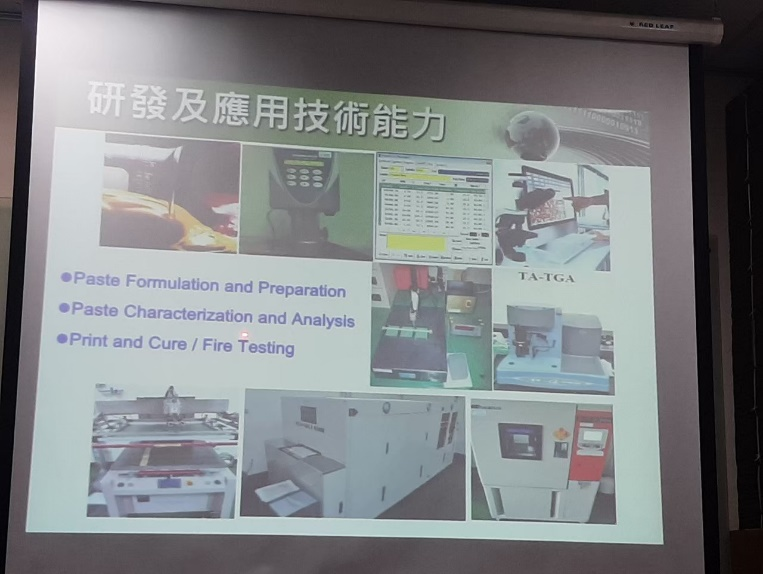 研發及應用技術能力
TA-TGA
●Paste Formulation and Preparation
●Paste Characterization and Analysis
●Print and Cure / Fire Testing